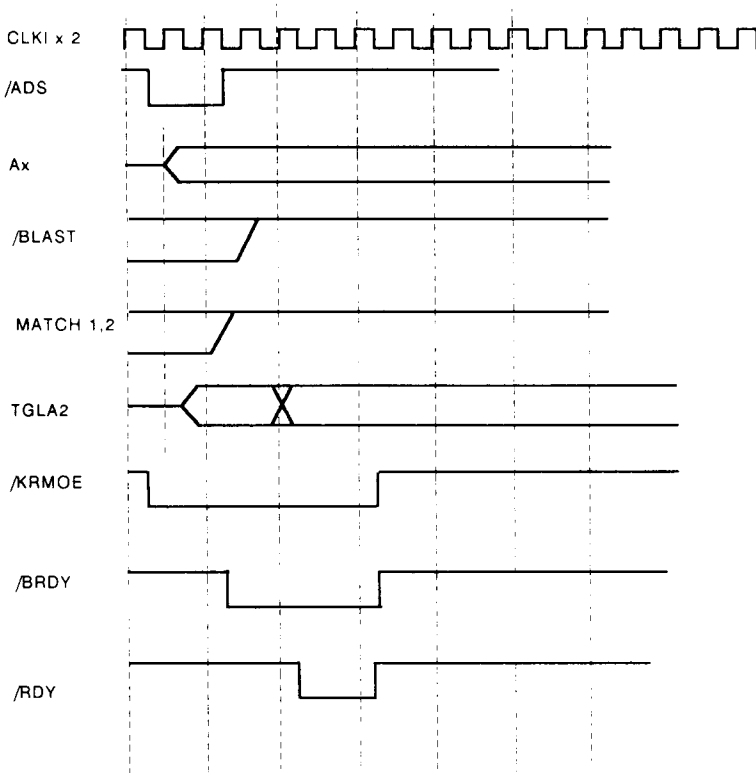 CLKI x 2
/ADS
Ax
/BLAST
MATCH 1,2
TGLA2
/KRMOE
/BRDY
/RDY